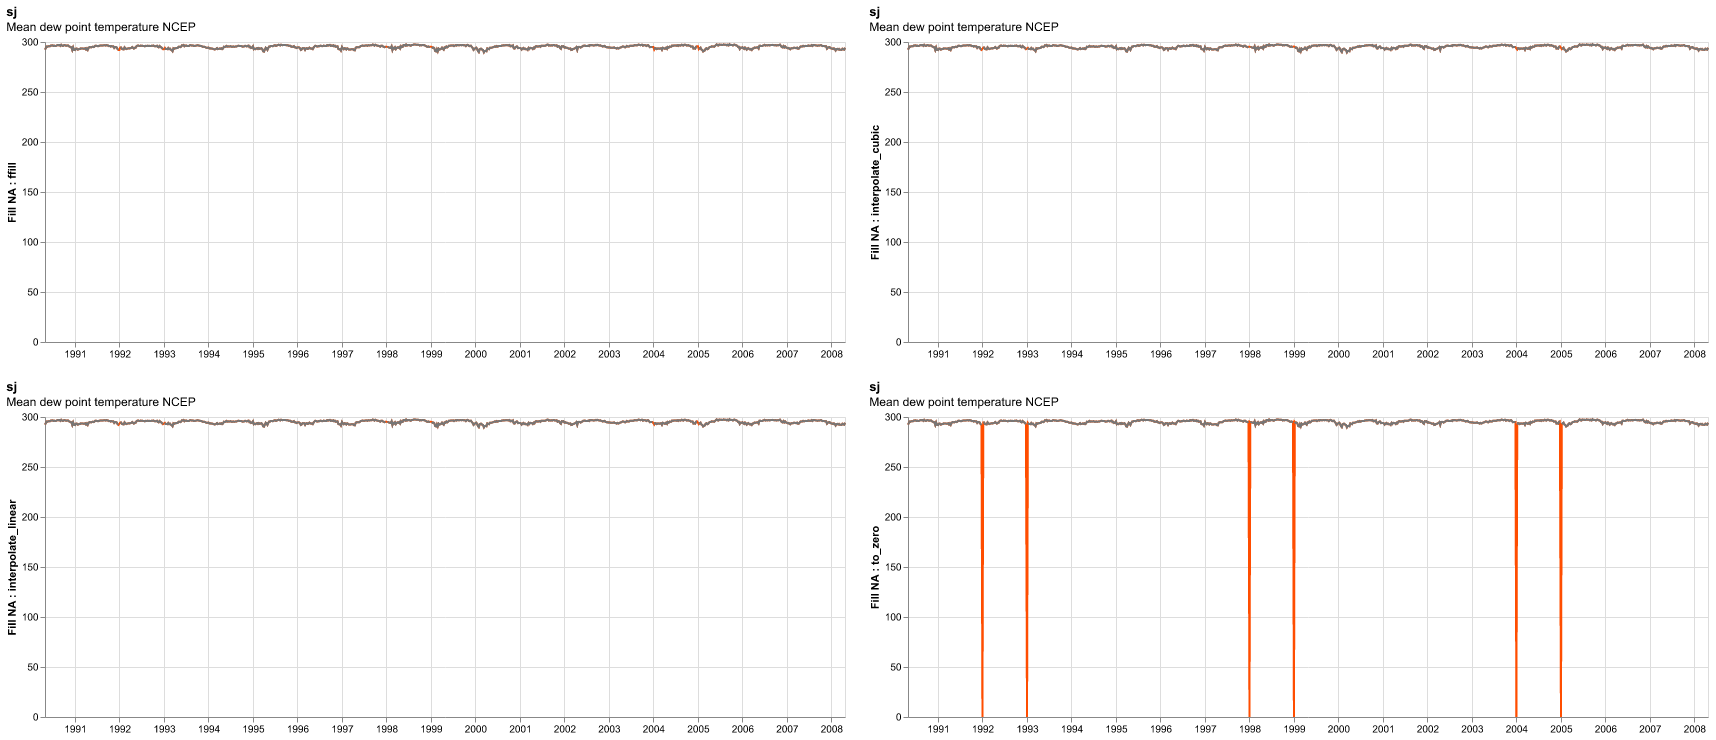 sj
Mean dew point temperature NCEP
300
250
200
150
100
50
0
Fill NA : ffill
1991 1992 1993 1994 1995 1996 1997 1998 1999 2000 2001 2002 2003 2004 2005 2006 2007 2008
sj
Mean dew point temperature NCEP
300
250
200
150
100
50
0
Fill NA : interpolate_cubic
1991 1992 1993 1994 1995 1996 1997 1998 1999 2000 2001 2002 2003 2004 2005 2006 2007 2008
sj
Mean dew point temperature NCEP
300
250
200
150
100
50
0
Fill NA : interpolate_linear
1991 1992 1993 1994 1995 1996 1997 1998 1999 2000 2001 2002 2003 2004 2005 2006 2007 2008
sj
Mean dew point temperature NCEP
300
250
200
150
100
50
0
Fill NA : to_zero
1991 1992 1993 1994 1995 1996 1997 1998 1999 2000 2001 2002 2003 2004 2005 2006 2007 2008